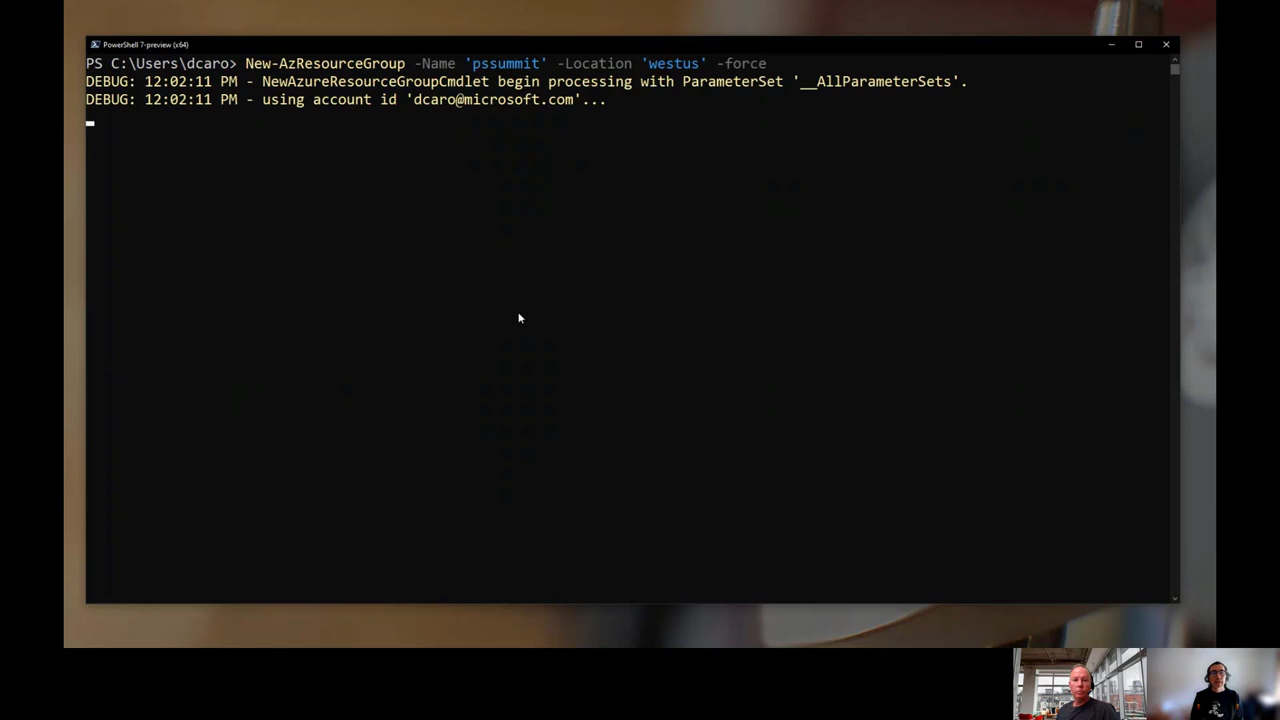 PowerShell 7-preview (x64)
PS C:\Users\dcaro> New-AzResourceGroup -Name 'pssummit' -Location 'westus' -force
DEBUG: 12:02:11 PM - NewAzureResourceGroupCmdlet begin processing with ParameterSet '__AllParameterSets'.
DEBUG: 12:02:11 PM - using account id 'dcaro@microsoft.com'...